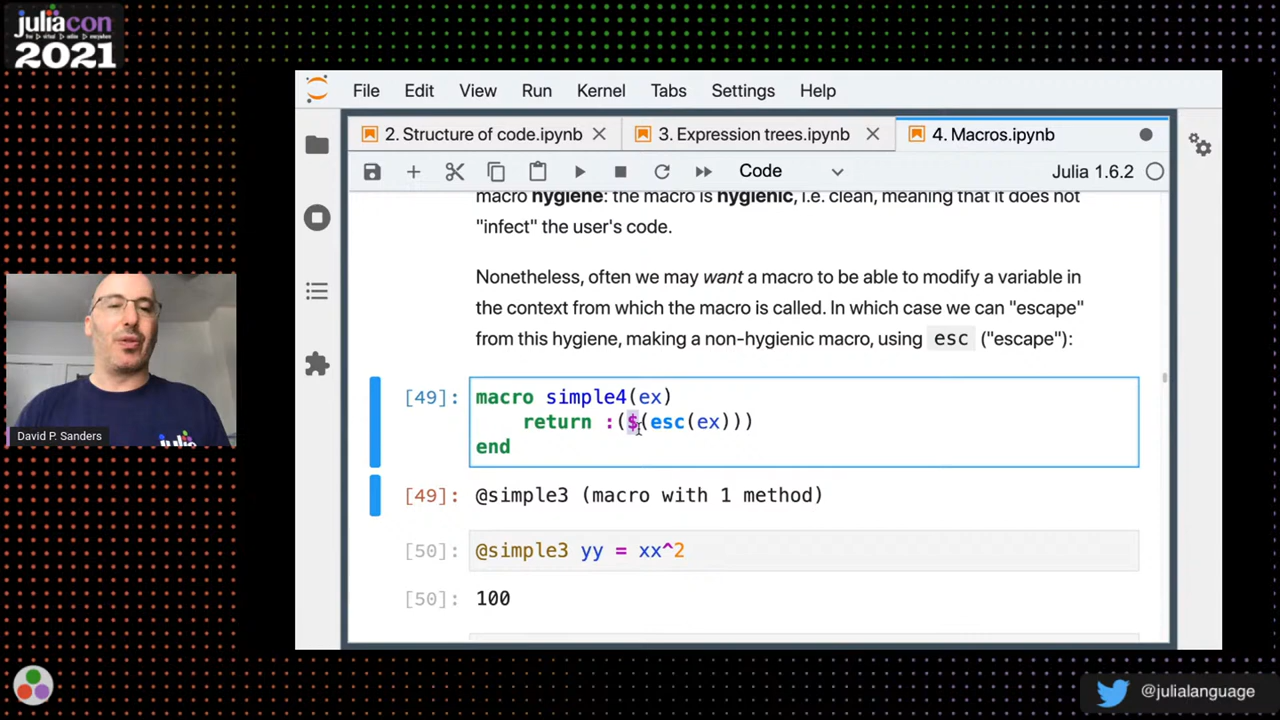 juliacon
2021
File Edit View Run Kernel Tabs Settings Help
2. Structure of code.ipynb 3. Expression trees.ipynb 4. Macros.ipynb
Code Julia 1.6.2
macro hygiene: the macro is hygienic, i.e. clean, meaning that it does not
"infect" the user's code.
Nonetheless, often we may want a macro to be able to modify a variable in
the context from which the macro is called. In which case we can "escape"
from this hygiene, making a non-hygienic macro, using esc ("escape"):
[49]: macro simple4(ex)
return :($(esc(ex)))
end
[49]: @simple3 (macro with 1 method)
[50]: @simple3 yy = xx^2
[50]: 100
David P. Sanders
@julialanguage